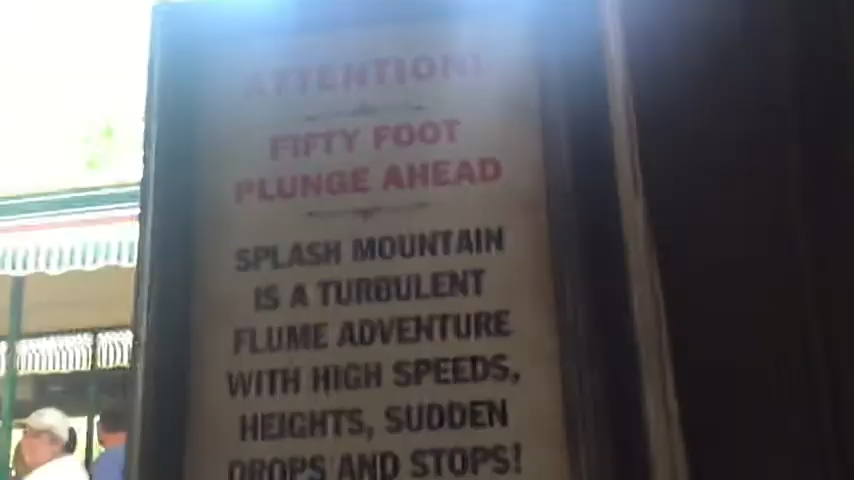 ATTENTION!
FIFTY FOOT
PLUNGE AHEAD
SPLASH MOUNTAIN
IS A TURBULENT
FLUME ADVENTURE
WITH HIGH SPEEDS,
HEIGHTS, SUDDEN
DROPS AND STOPS!